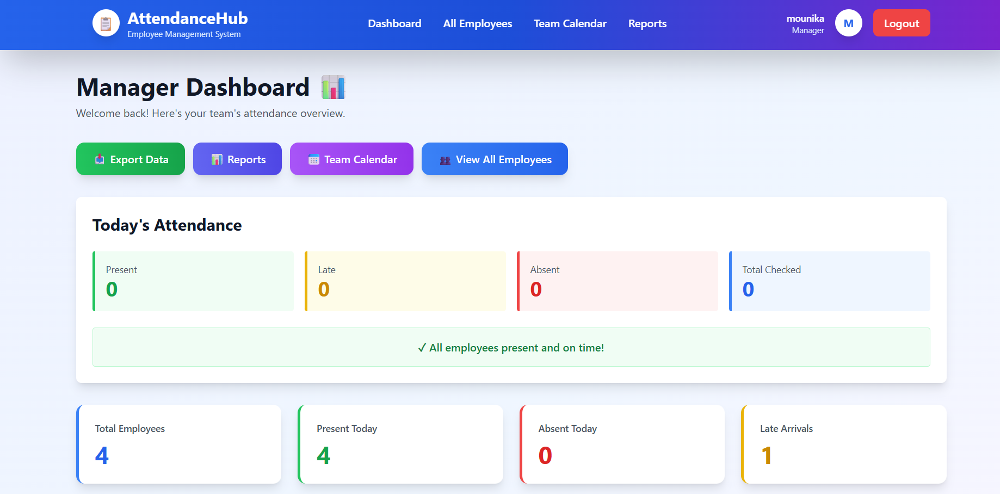 AttendanceHub
Employee Management System
Dashboard All Employees Team Calendar Reports
mounika
Manager
M
Logout
Manager Dashboard
Welcome back! Here's your team's attendance overview.
Export Data Reports Team Calendar View All Employees
Today's Attendance
Present Late Absent Total Checked
0 0 0 0
✓ All employees present and on time!
Total Employees Present Today Absent Today Late Arrivals
4 4 0 1